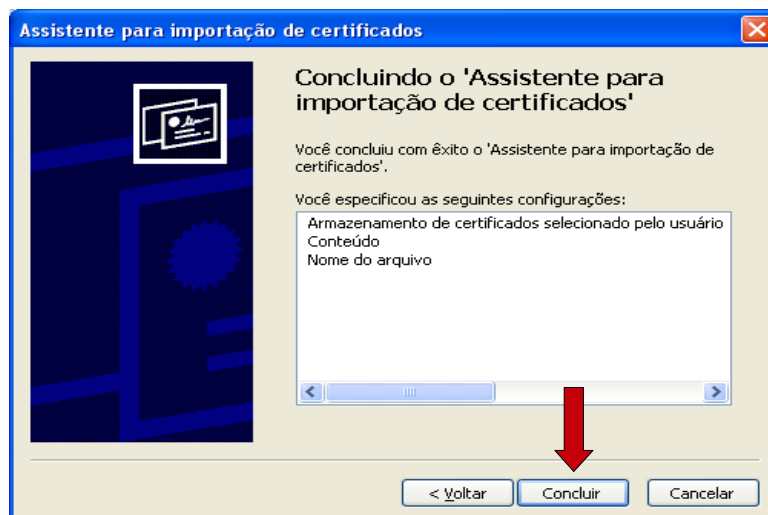 Assistente para importação de certificados
Concluindo o 'Assistente para
importação de certificados'
Você concluiu com êxito o 'Assistente para importação de
certificados'.
Você especificou as seguintes configurações:
Armazenamento de certificados selecionado pelo usuário
Conteúdo
Nome do arquivo
< Voltar Concluir Cancelar